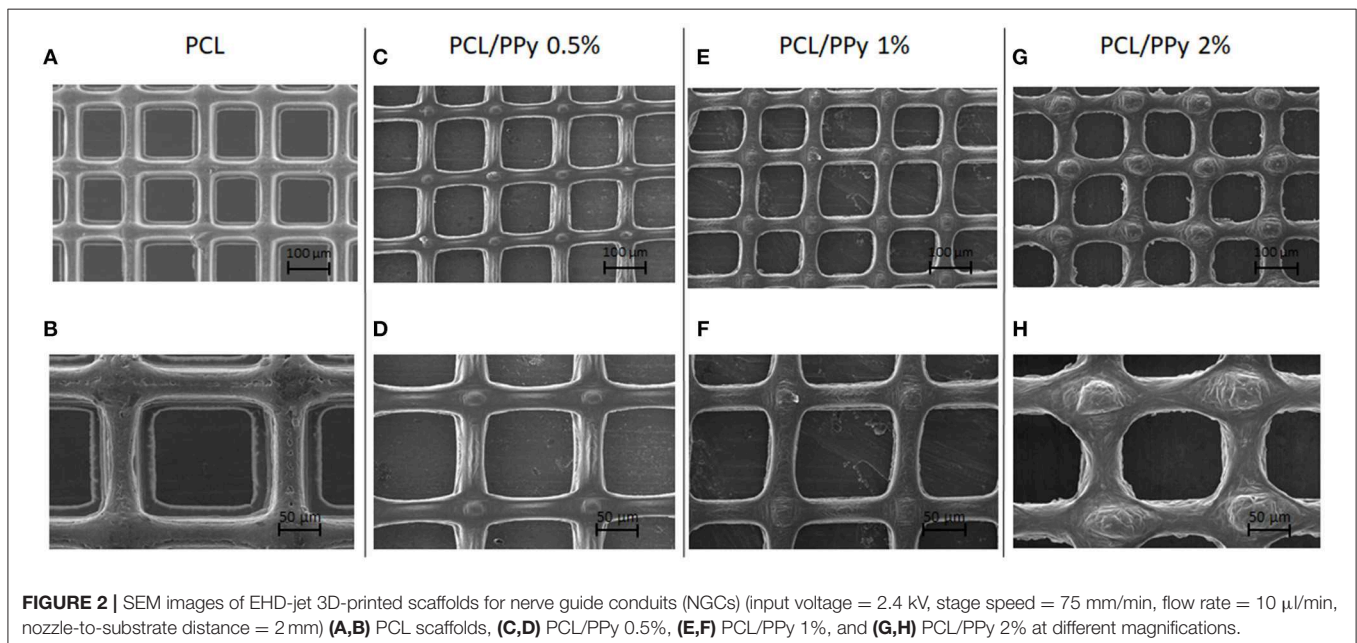 A PCL C PCL/PPy 0.5% E PCL/PPy 1% G PCL/PPy 2%
100 µm 100 µm 100 µm 100 µm
B D F H
50 µm 50 µm 50 µm 50 µm
FIGURE 2 | SEM images of EHD-jet 3D-printed scaffolds for nerve guide conduits (NGCs) (input voltage = 2.4 kV, stage speed = 75 mm/min, flow rate = 10 µl/min,
nozzle-to-substrate distance = 2 mm) (A,B) PCL scaffolds, (C,D) PCL/PPy 0.5%, (E,F) PCL/PPy 1%, and (G,H) PCL/PPy 2% at different magnifications.